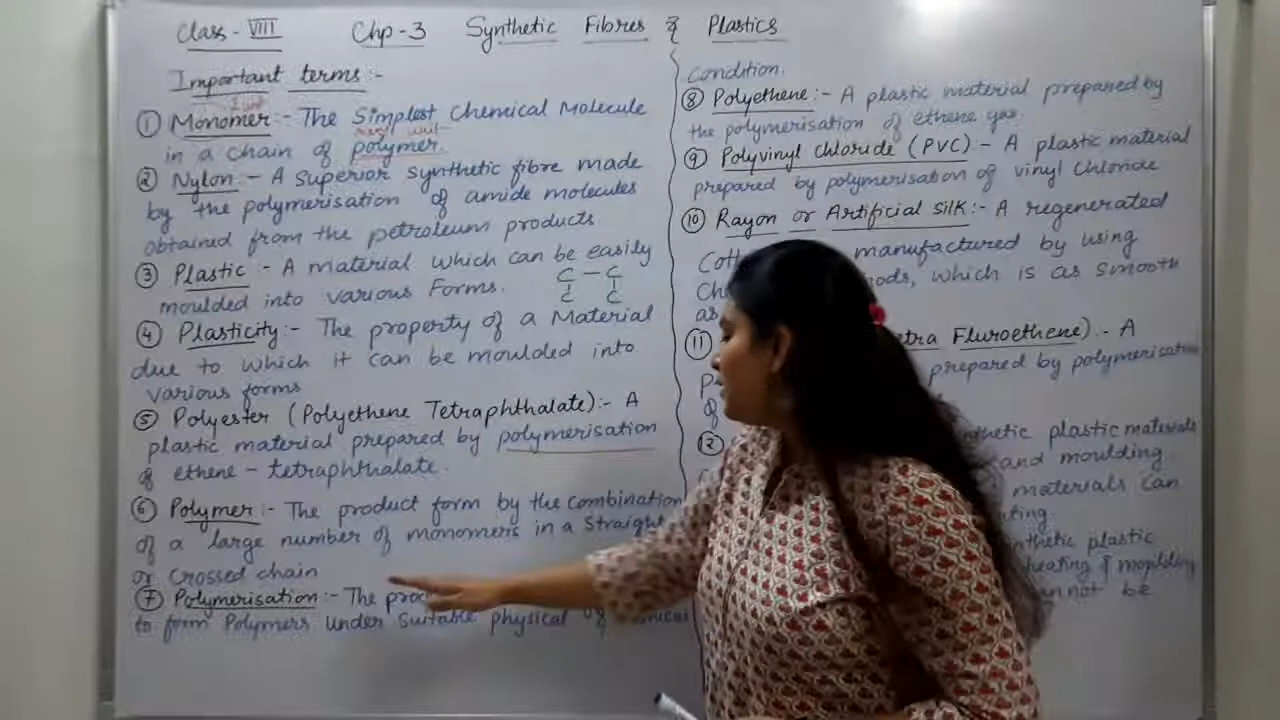 Class - VIII Chp - 3 Synthetic Fibres & Plastics
Important terms :-
① Monomer :- The Simplest Chemical Molecule
in a chain of polymer.
② Nylon :- A Superior synthetic fibre made
by the polymerisation of amide molecules
obtained from the petroleum products
③ Plastic :- A material which can be easily
moulded into various Forms.
C - C
C C
④ Plasticity :- The property of a Material
due to which it can be moulded into
various forms
⑤ Polyester (Polyethene Tetraphthalate) :- A
plastic material prepared by polymerisation
of ethene - tetraphthalate.
⑥ Polymer :- The product form by the Combination
of a large number of monomers in a Straight
or Crossed chain
⑦ Polymerisation :- The
to form Polymers under Suitable physical
condition.
⑧ Polyethene :- A plastic material prepared by
the polymerisation of ethene gas.
⑨ Polyvinyl chloride (PVC) - A plastic material
prepared by polymerisation of vinyl Chloride
⑩ Rayon or Artificial Silk :- A regenerated
manufactured by using
which is as smooth
as
⑪ Fluroethene) :- A
prepared by polymerisation
of
⑫ plastic materials
and moulding
materials can
plastic
heating & moulding
be